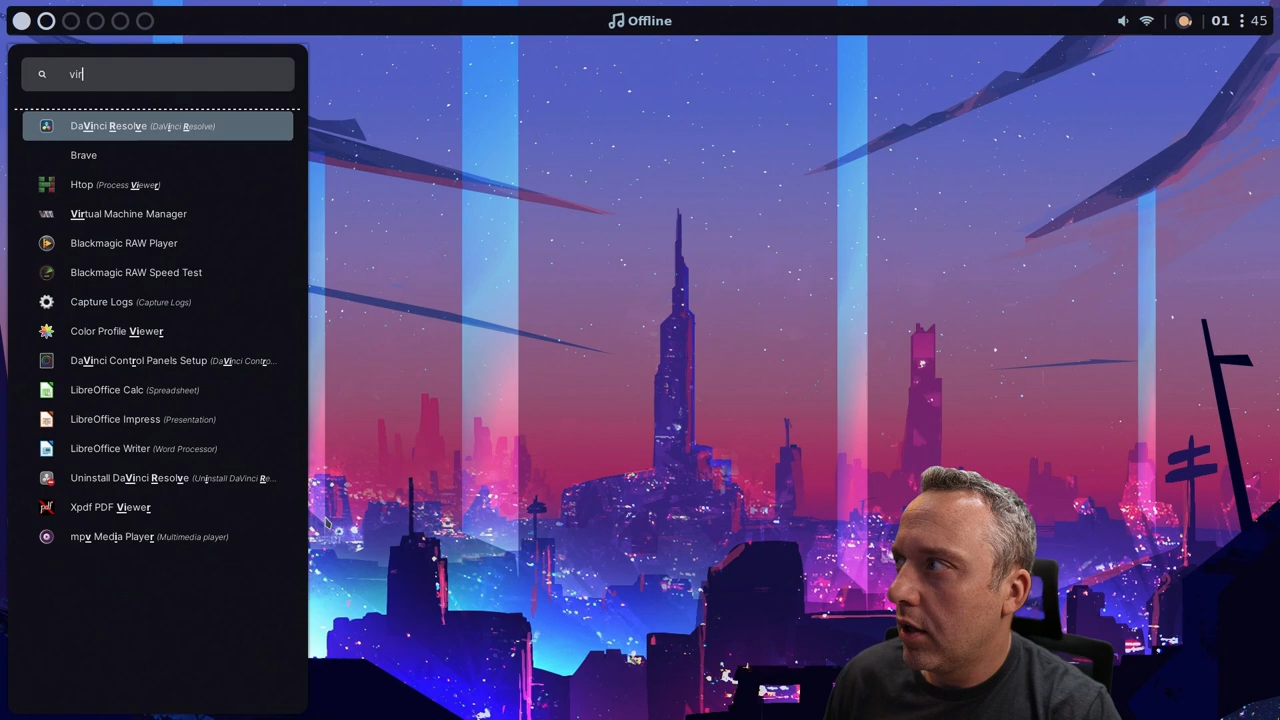 Offline
01
45
vir
DaVinci Resolve (DaVinci Resolve)
Brave
Htop (Process Viewer)
Virtual Machine Manager
Blackmagic RAW Player
Blackmagic RAW Speed Test
Capture Logs (Capture Logs)
Color Profile Viewer
DaVinci Control Panels Setup (DaVinci Contro...
LibreOffice Calc (Spreadsheet)
LibreOffice Impress (Presentation)
LibreOffice Writer (Word Processor)
Uninstall DaVinci Resolve (Uninstall DaVinci Re...
Xpdf PDF Viewer
mpv Media Player (Multimedia player)